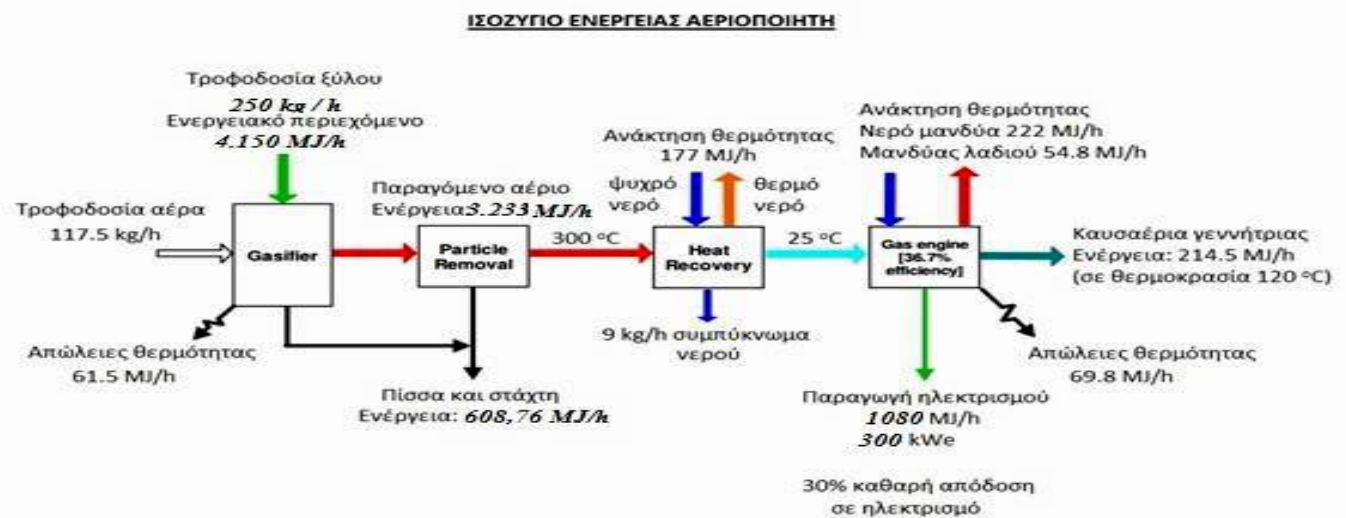 ΙΣΟΖΥΓΙΟ ΕΝΕΡΓΕΙΑΣ ΑΕΡΙΟΠΟΙΗΤΗ
Τροφοδοσία ξύλου
250 kg / h
Ενεργειακό περιεχόμενο
4.150 MJ/h
Τροφοδοσία αέρα
117.5 kg/h
Gasifier
Απώλειες θερμότητας
61.5 MJ/h
Παραγόμενο αέριο
Ενέργεια:3.233 MJ/h
Particle
Removal
300 °C
Πίσσα και στάχτη
Ενέργεια: 608,76 MJ/h
Ανάκτηση θερμότητας
177 MJ/h
ψυχρό
νερό
θερμό
νερό
Heat
Recovery
25 °C
9 kg/h συμπύκνωμα
νερού
Ανάκτηση θερμότητας
Νερό μανδύα 222 MJ/h
Μανδύας λαδιού 54.8 MJ/h
Gas engine
[36.7%
efficiency]
Καυσαέρια γεννήτριας
Ενέργεια: 214.5 MJ/h
(σε θερμοκρασία 120 °C)
Απώλειες θερμότητας
69.8 MJ/h
Παραγωγή ηλεκτρισμού
1080 MJ/h
300 kWe
30% καθαρή απόδοση
σε ηλεκτρισμό